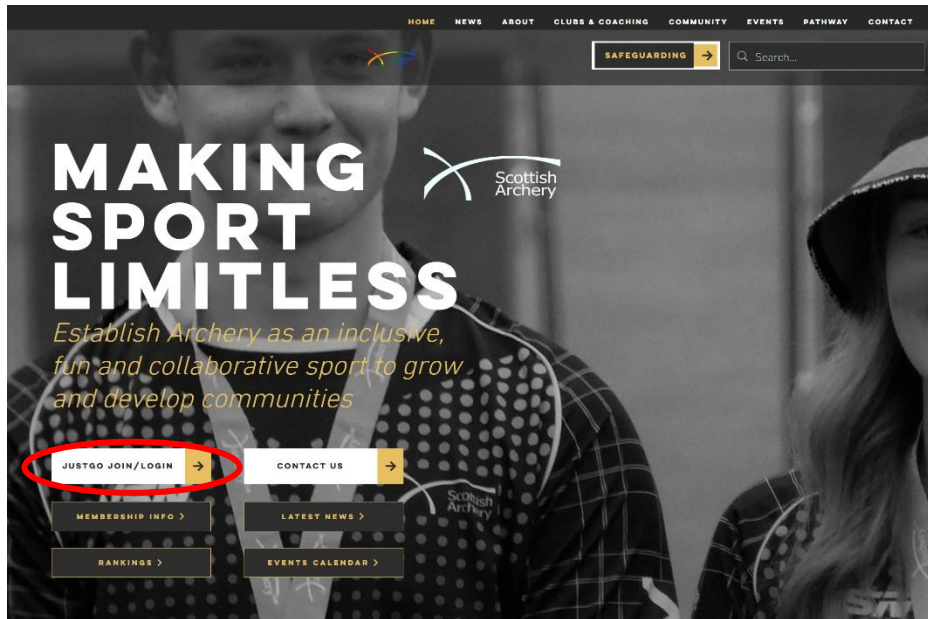 HOME NEWS ABOUT CLUBS & COACHING COMMUNITY EVENTS PATHWAY CONTACT
SAFEGUARDING
Search...
MAKING
SPORT
LIMITLESS
Scottish
Archery
Establish Archery as an inclusive,
fun and collaborative sport to grow
and develop communities
JUSTGO JOIN/LOGIN
CONTACT US
MEMBERSHIP INFO >
LATEST NEWS >
RANKINGS >
EVENTS CALENDAR >
Scottish
Archery